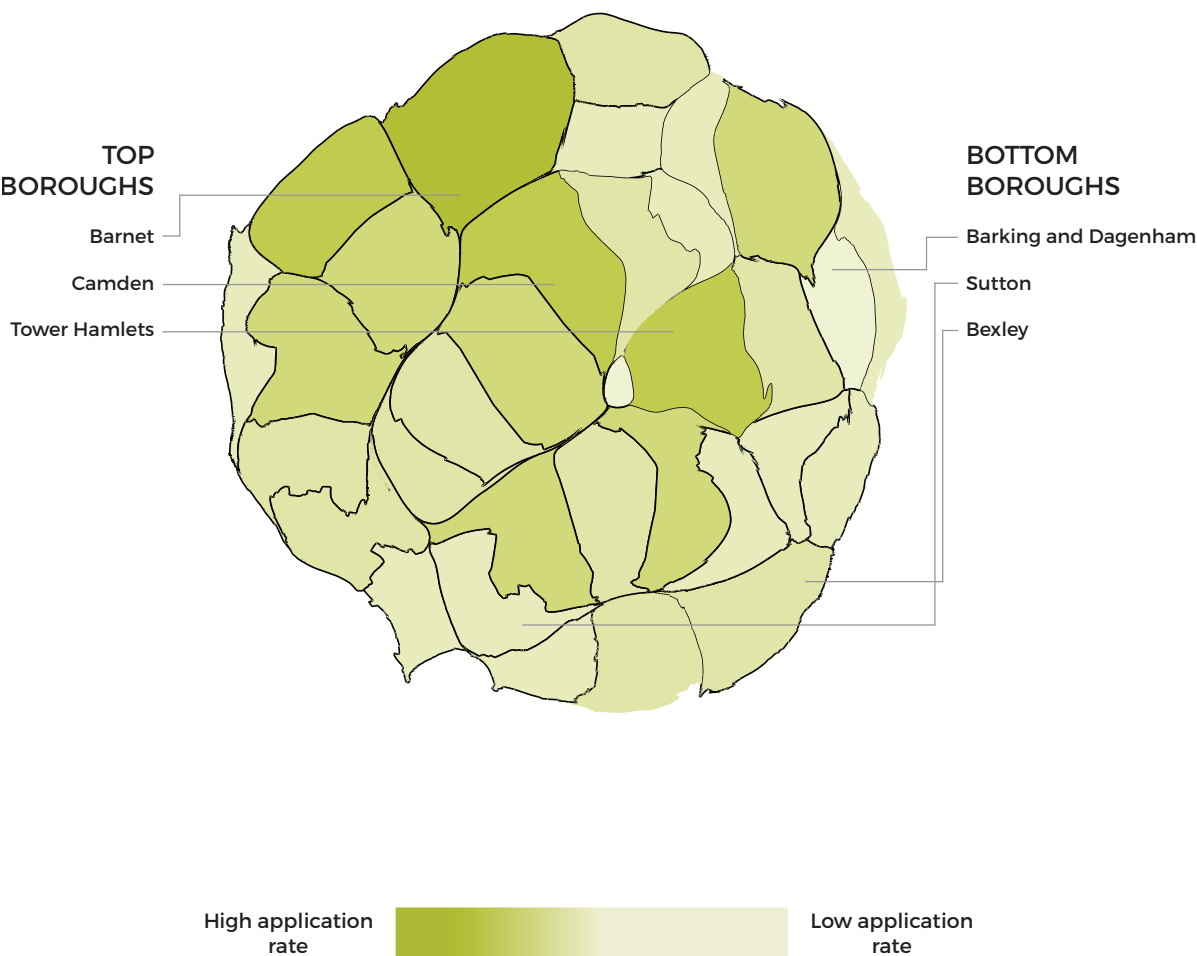 TOP
BOROUGHS
Barnet
Camden
Tower Hamlets
BOTTOM
BOROUGHS
Barking and Dagenham
Sutton
Bexley
High application
rate
Low application
rate